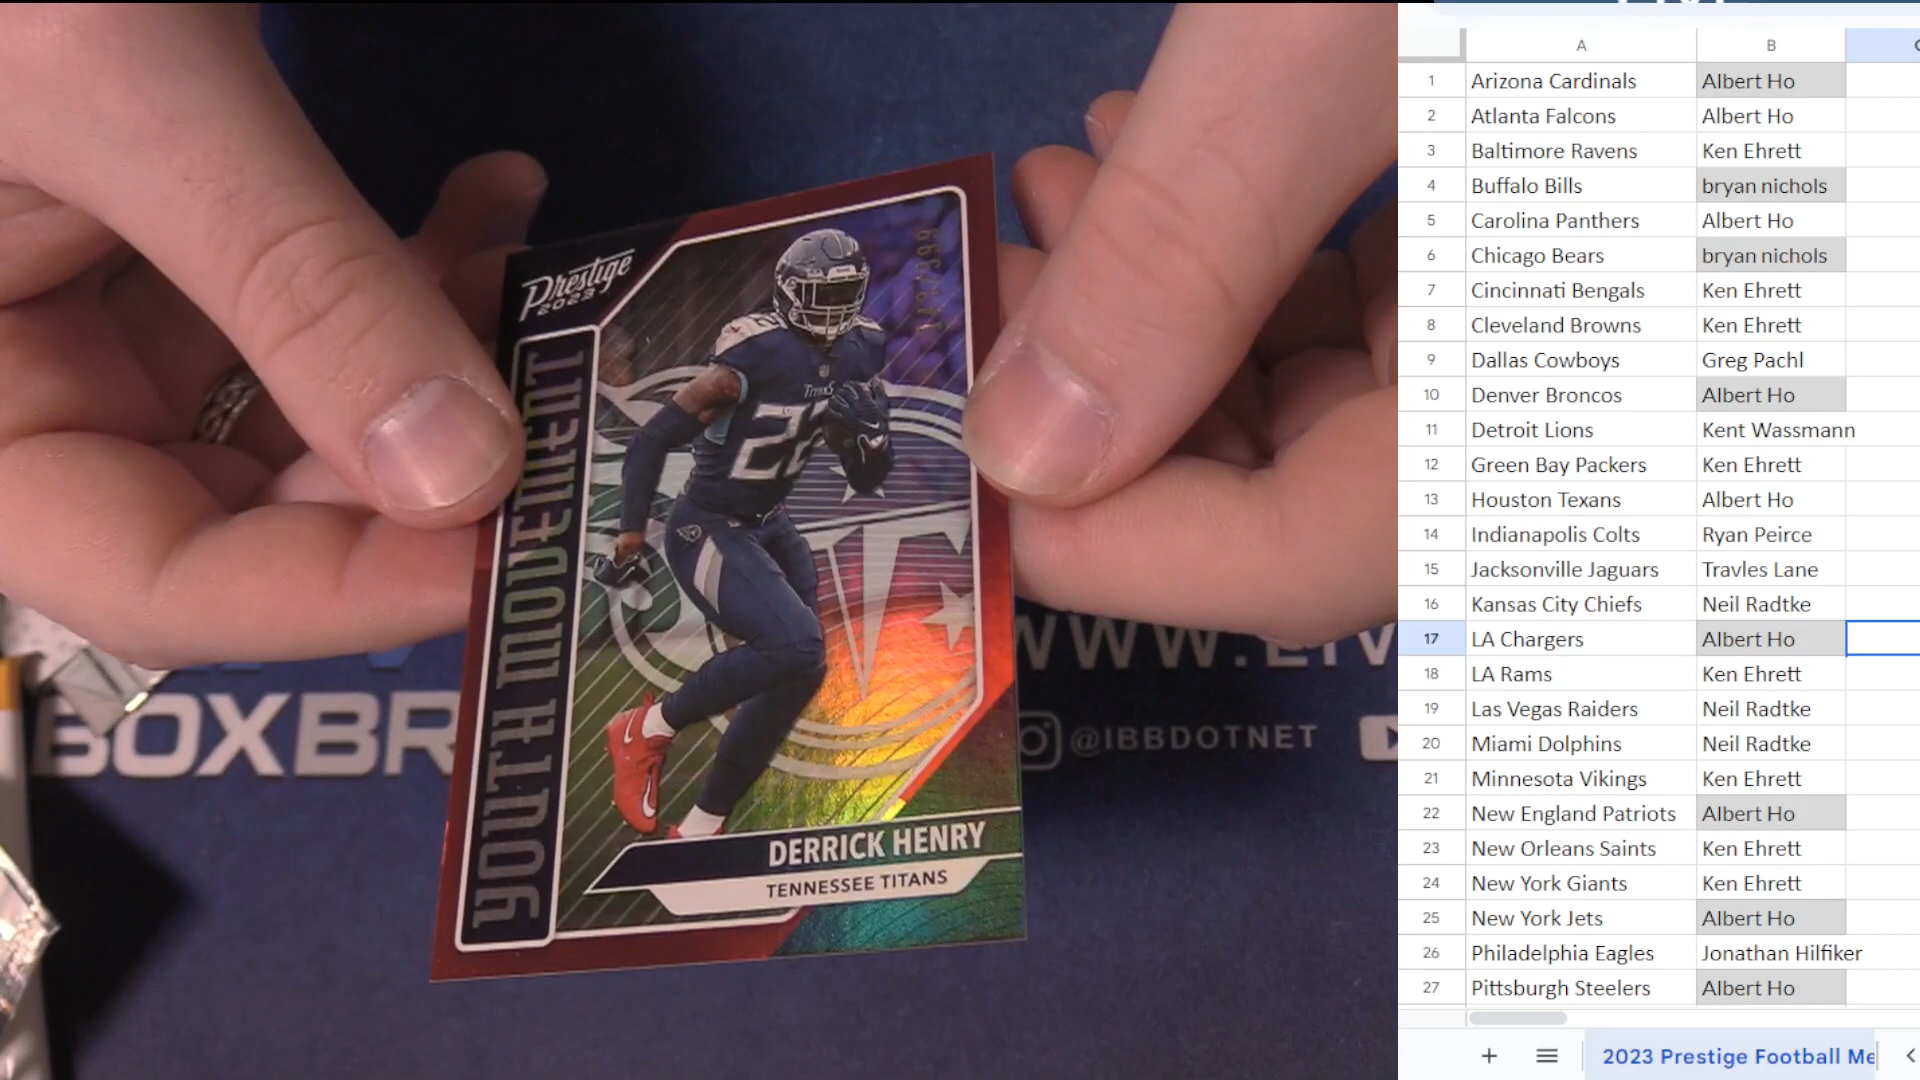 Prestige
2023
YOUTH MOVEMENT
TITANS
22
DERRICK HENRY
TENNESSEE TITANS
BOXBR
WWW.
@IBBDOTNET
A B
1 Arizona Cardinals Albert Ho
2 Atlanta Falcons Albert Ho
3 Baltimore Ravens Ken Ehrett
4 Buffalo Bills bryan nichols
5 Carolina Panthers Albert Ho
6 Chicago Bears bryan nichols
7 Cincinnati Bengals Ken Ehrett
8 Cleveland Browns Ken Ehrett
9 Dallas Cowboys Greg Pachl
10 Denver Broncos Albert Ho
11 Detroit Lions Kent Wassmann
12 Green Bay Packers Ken Ehrett
13 Houston Texans Albert Ho
14 Indianapolis Colts Ryan Peirce
15 Jacksonville Jaguars Travles Lane
16 Kansas City Chiefs Neil Radtke
17 LA Chargers Albert Ho
18 LA Rams Ken Ehrett
19 Las Vegas Raiders Neil Radtke
20 Miami Dolphins Neil Radtke
21 Minnesota Vikings Ken Ehrett
22 New England Patriots Albert Ho
23 New Orleans Saints Ken Ehrett
24 New York Giants Ken Ehrett
25 New York Jets Albert Ho
26 Philadelphia Eagles Jonathan Hilfiker
27 Pittsburgh Steelers Albert Ho
2023 Prestige Football Me